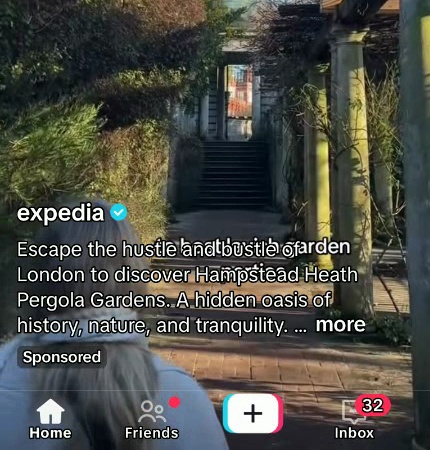 expedia
Escape the hustle and bustle of
garden
London to discover Hampstead Heath
Pergola Gardens. A hidden oasis of
history, nature, and tranquility. ... more
Sponsored
Home
Friends
32
Inbox